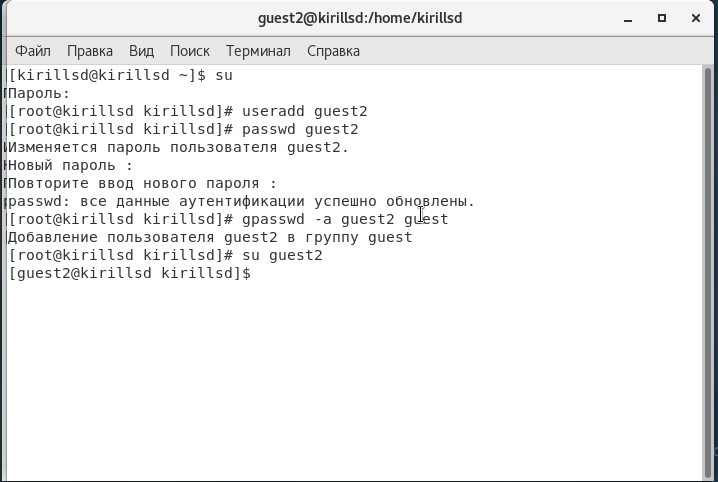 guest2@kirillsd:/home/kirillsd
Файл Правка Вид Поиск Терминал Справка
[kirillsd@kirillsd ~]$ su
Пароль:
[root@kirillsd kirillsd]# useradd guest2
[root@kirillsd kirillsd]# passwd guest2
Изменяется пароль пользователя guest2.
Новый пароль :
Повторите ввод нового пароля :
passwd: все данные аутентификации успешно обновлены.
[root@kirillsd kirillsd]# gpasswd -a guest2 guest
Добавление пользователя guest2 в группу guest
[root@kirillsd kirillsd]# su guest2
[guest2@kirillsd kirillsd]$